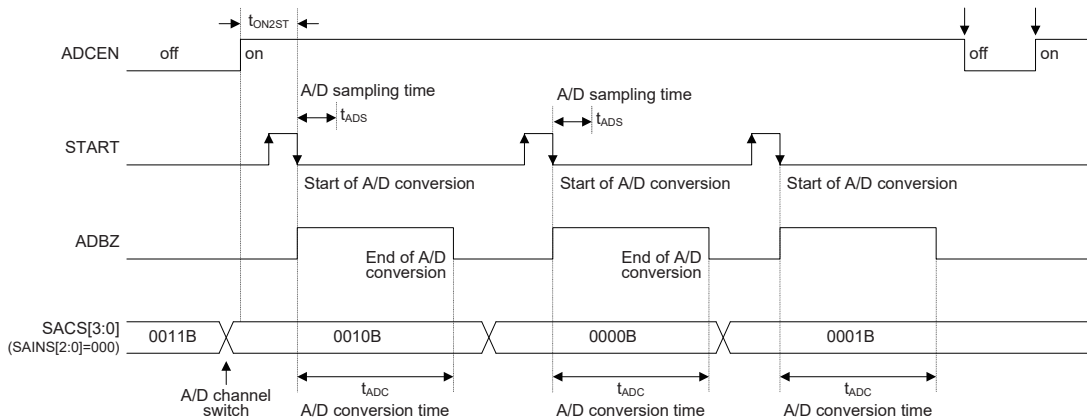 tON2ST
ADCEN
off
on
off
on
A/D sampling time
tADS
A/D sampling time
tADS
START
Start of A/D conversion
Start of A/D conversion
Start of A/D conversion
ADBZ
End of A/D
conversion
End of A/D
conversion
SACS[3:0]
(SAINS[2:0]=000)
0011B
0010B
0000B
0001B
A/D channel
switch
tADC
A/D conversion time
tADC
A/D conversion time
tADC
A/D conversion time